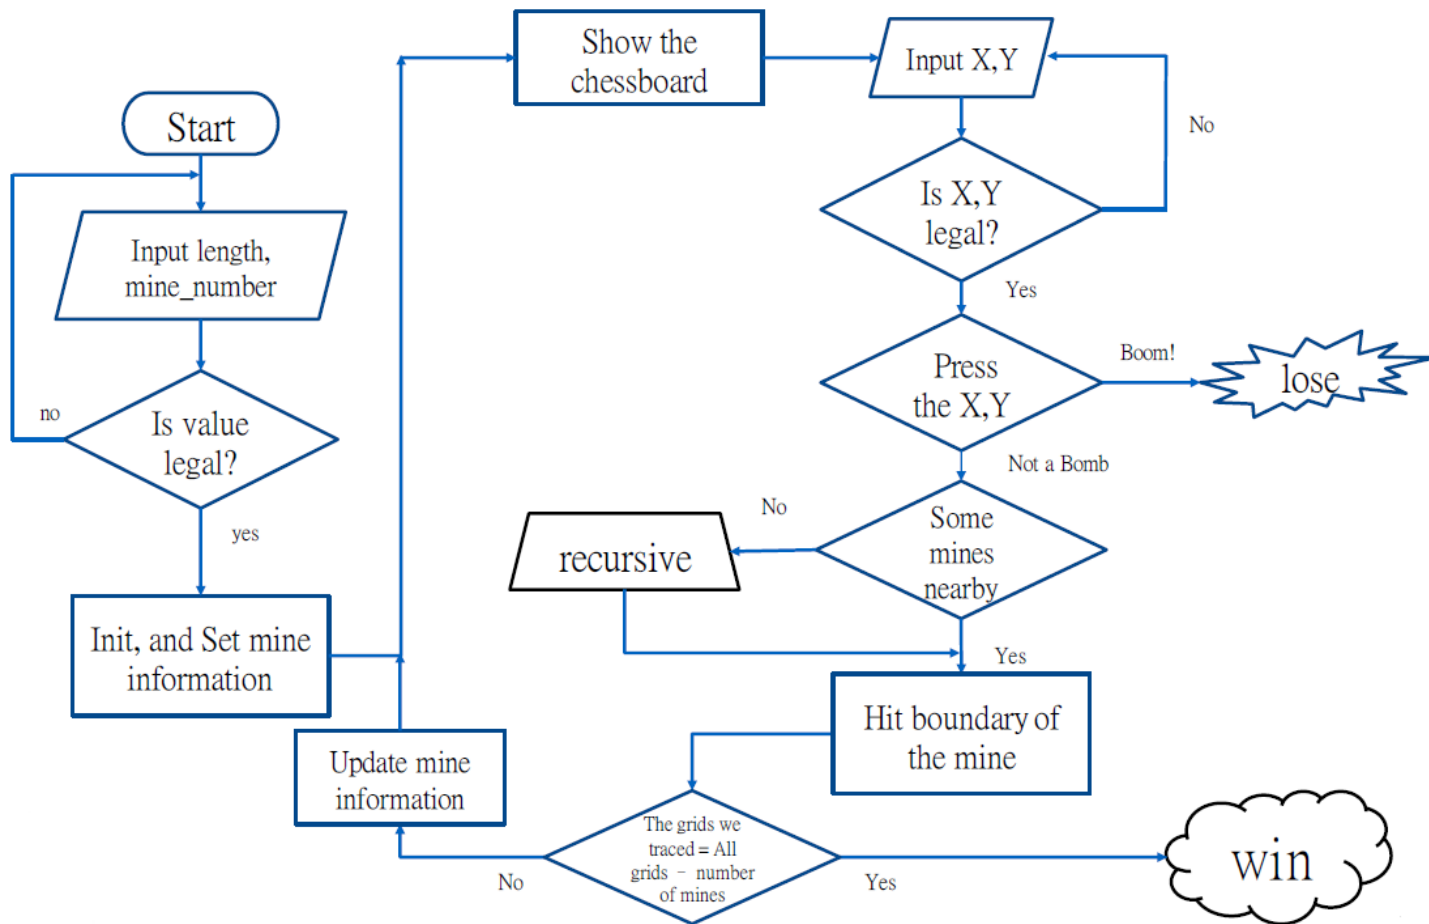 Start
Input length,
mine_number
Is value
legal?
no
yes
Init, and Set mine
information
Show the
chessboard
Input X,Y
Is X,Y
legal?
No
Yes
Press
the X,Y
Boom!
lose
Not a Bomb
Some
mines
nearby
No
recursive
Yes
Hit boundary of
the mine
The grids we
traced = All
grids - number
of mines
No
Update mine
information
Yes
win